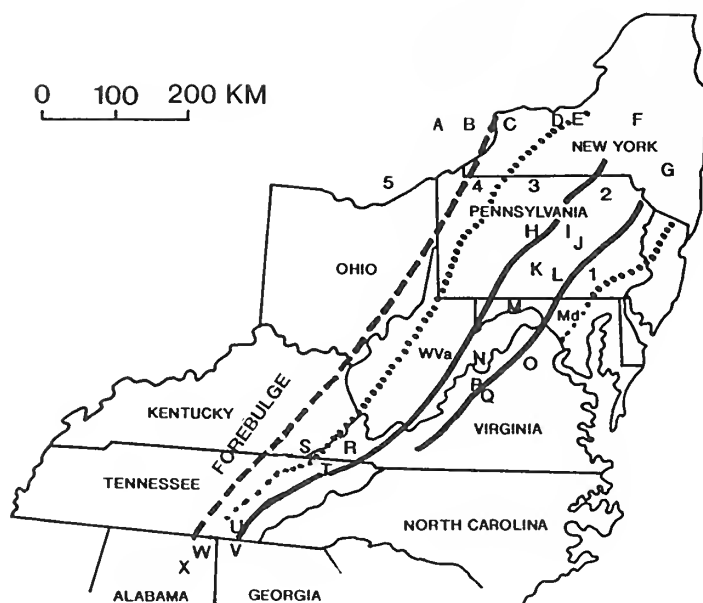 0 100 200 KM
A B C D E F
NEW YORK
G
5 4 3 2
PENNSYLVANIA
H I
J
OHIO
K L 1
M
Md
WVa
N O
P
Q
FOREBULGE
KENTUCKY
VIRGINIA
S R
T
TENNESSEE
U
NORTH CAROLINA
W V
X
ALABAMA GEORGIA